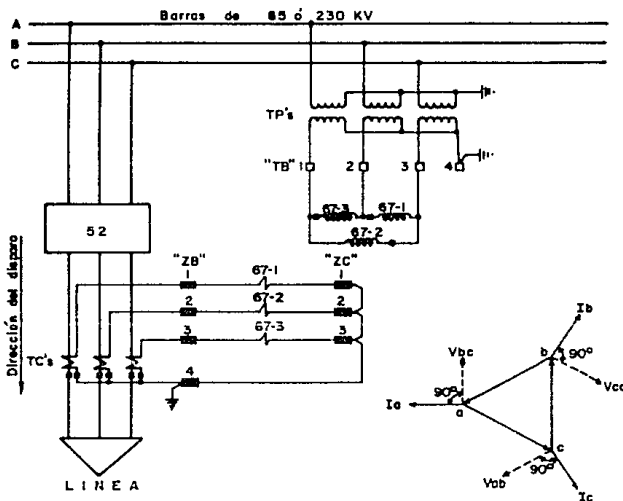 Barras de 85 ó 230 KV
A
B
C
TP's
"TB" 1 2 3 4
67-3 67-1
67-2
52
"ZB" 67-1 "ZC"
2 67-2 2
3 67-3 3
4
Dirección del disparo
TC's
LINEA
Ib
Vbc
b 90°
90°
Vca
Ia
a
c
Vab
90°
Ic